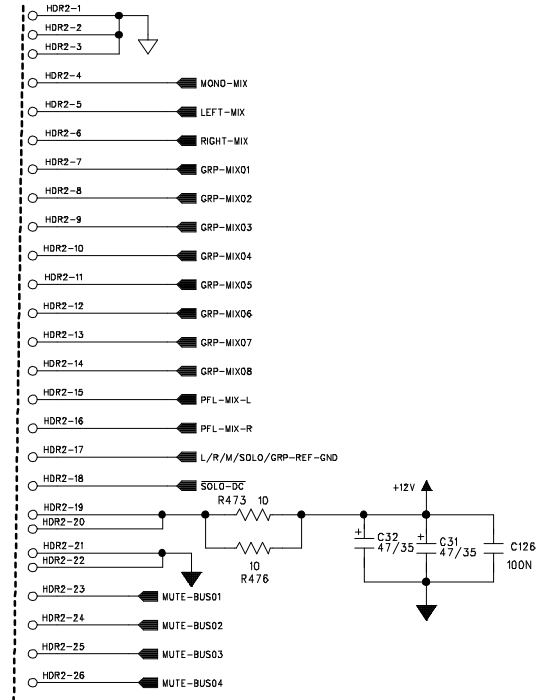 HDR2-1
HDR2-2
HDR2-3
HDR2-4 MONO-MIX
HDR2-5 LEFT-MIX
HDR2-6 RIGHT-MIX
HDR2-7 GRP-MIX01
HDR2-8 GRP-MIX02
HDR2-9 GRP-MIX03
HDR2-10 GRP-MIX04
HDR2-11 GRP-MIX05
HDR2-12 GRP-MIX06
HDR2-13 GRP-MIX07
HDR2-14 GRP-MIX08
HDR2-15 PFL-MIX-L
HDR2-16 PFL-MIX-R
HDR2-17 L/R/M/SOLO/GRP-REF-GND
HDR2-18 SOLO-DC
+12V
R473 10
HDR2-19
HDR2-20
+ C32
47/35
+ C31
47/35
C126
100N
HDR2-21
HDR2-22
10
R476
HDR2-23 MUTE-BUS01
HDR2-24 MUTE-BUS02
HDR2-25 MUTE-BUS03
HDR2-26 MUTE-BUS04